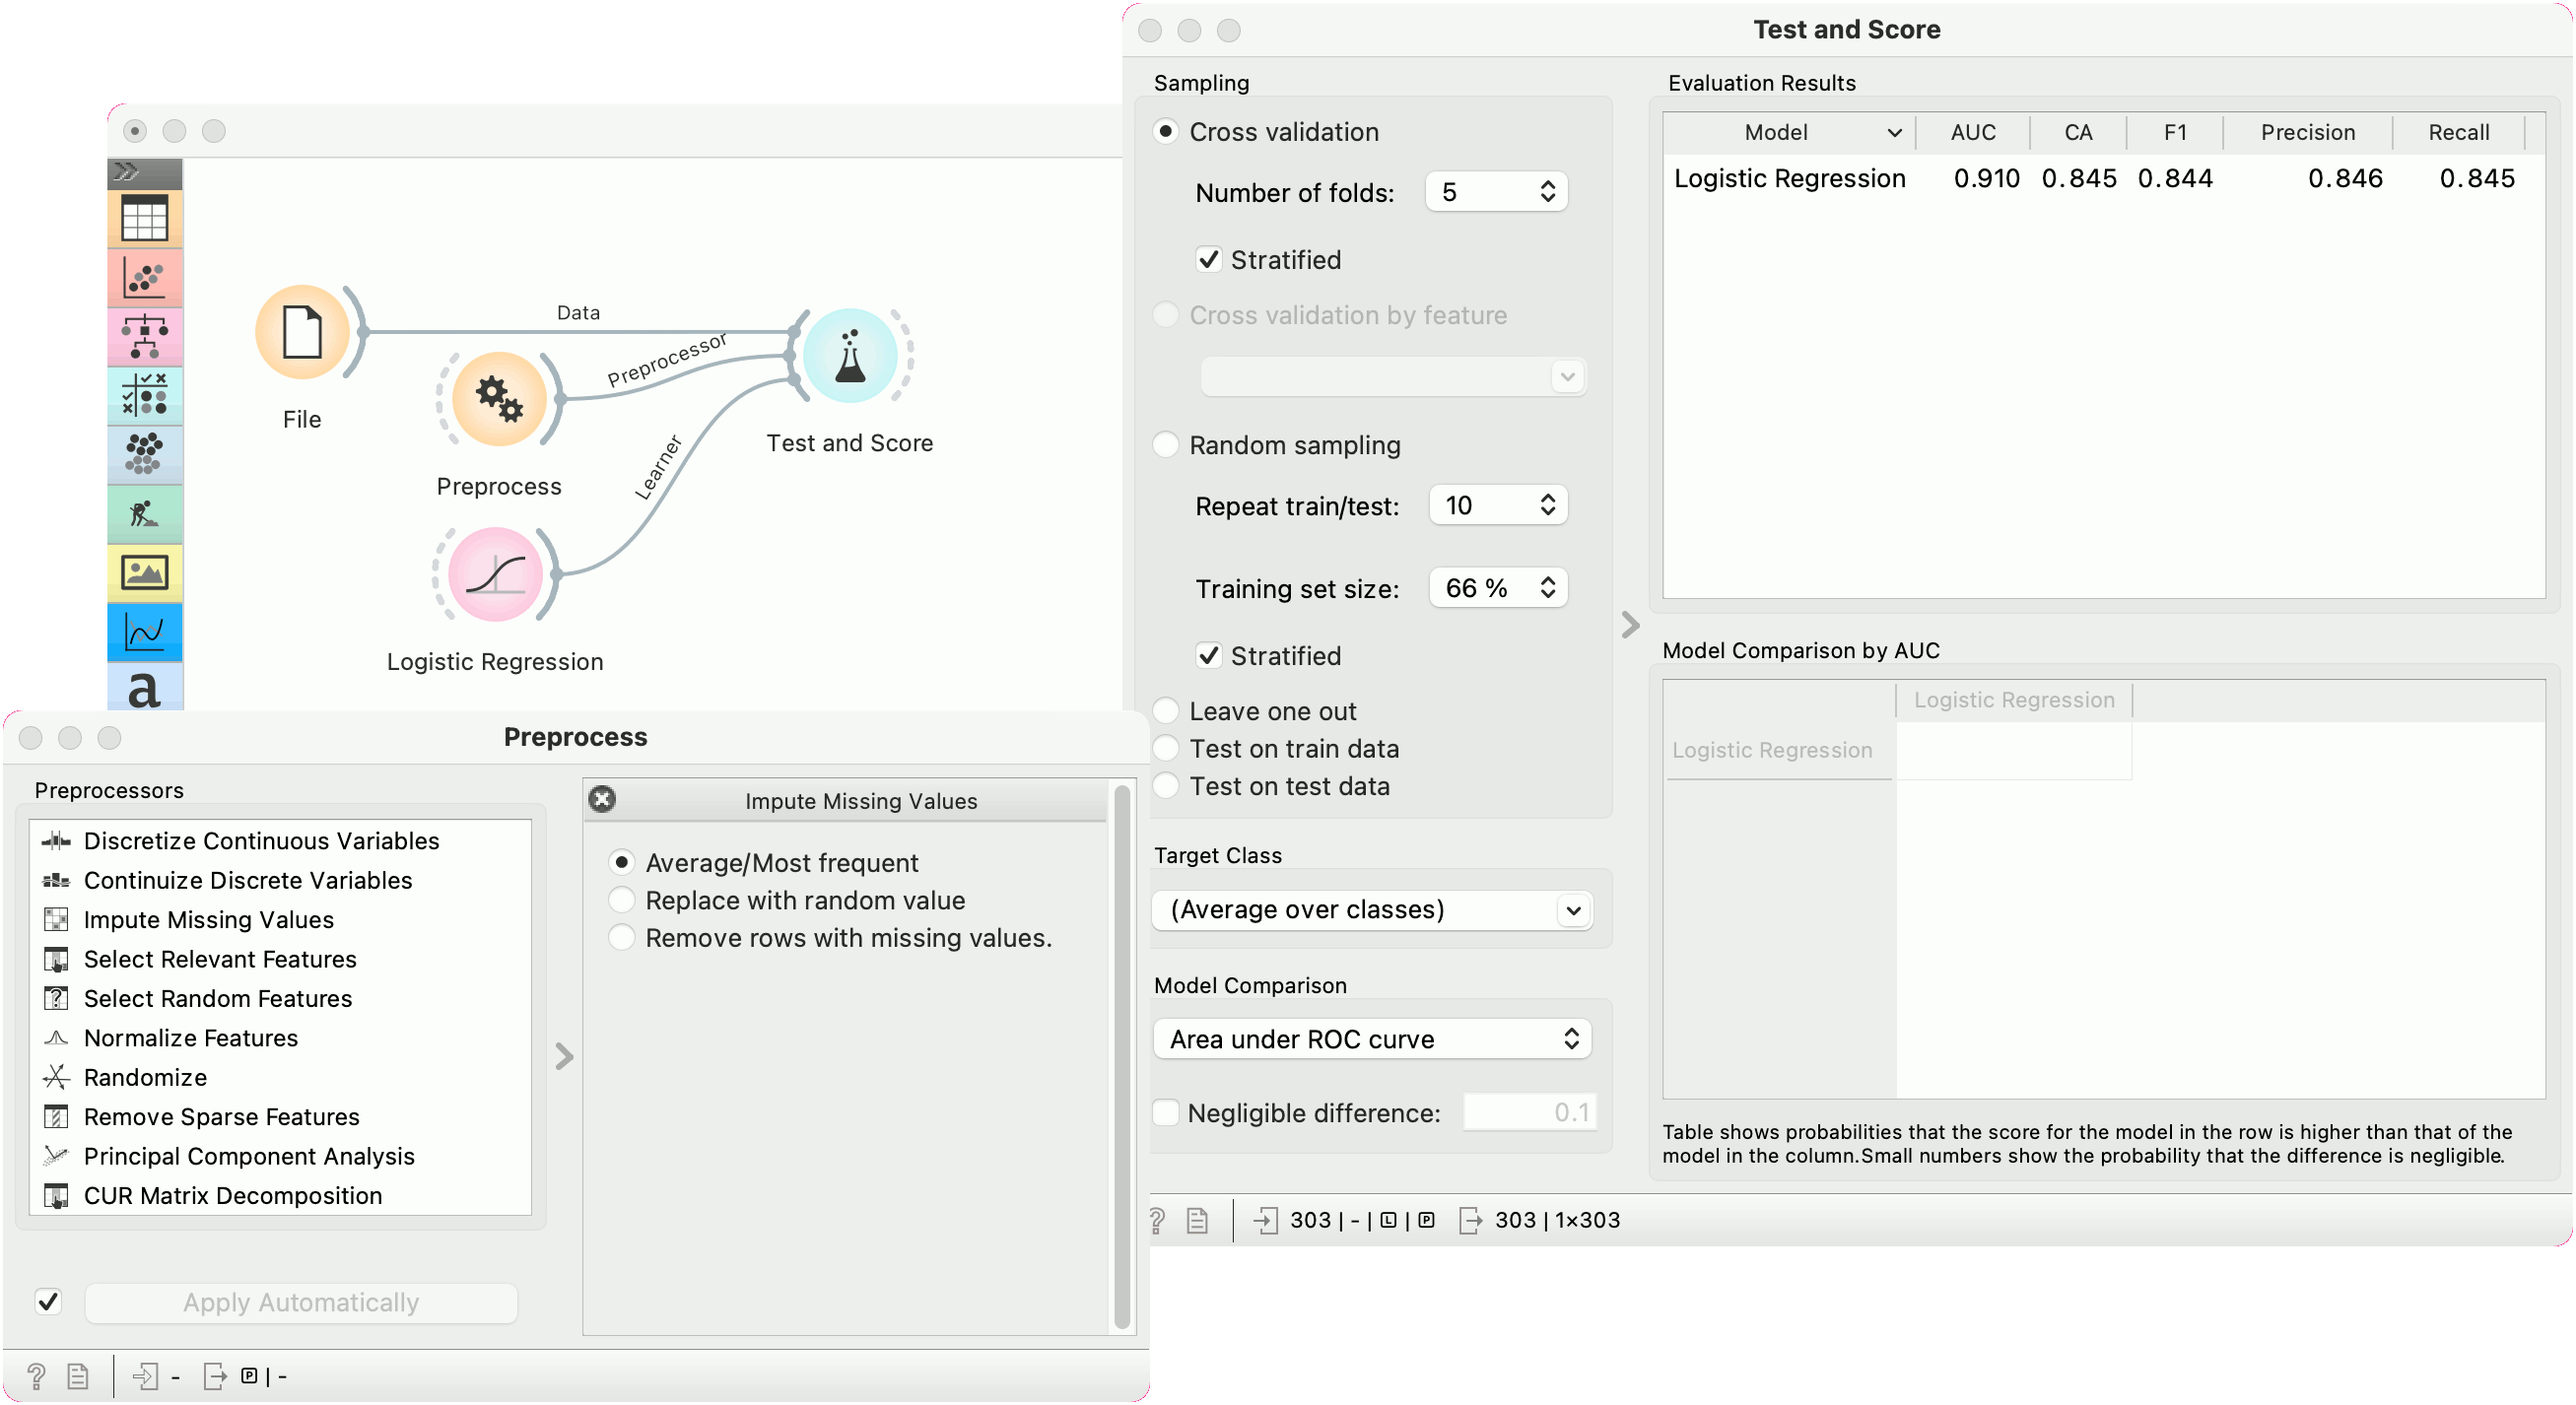 Data
Preprocessor
Learner
File
Preprocess
Logistic Regression
Test and Score
a
Preprocess
Preprocessors
Discretize Continuous Variables
Continuize Discrete Variables
Impute Missing Values
Select Relevant Features
Select Random Features
Normalize Features
Randomize
Remove Sparse Features
Principal Component Analysis
CUR Matrix Decomposition
Apply Automatically
Impute Missing Values
Average/Most frequent
Replace with random value
Remove rows with missing values.
? - P | -
Test and Score
Sampling
Cross validation
Number of folds: 5
Stratified
Cross validation by feature
Random sampling
Repeat train/test: 10
Training set size: 66 %
Stratified
Leave one out
Test on train data
Test on test data
Target Class
(Average over classes)
Model Comparison
Area under ROC curve
Negligible difference: 0.1
Evaluation Results
Model AUC CA F1 Precision Recall
Logistic Regression 0.910 0.845 0.844 0.846 0.845
Model Comparison by AUC
Logistic Regression
Logistic Regression
Table shows probabilities that the score for the model in the row is higher than that of the
model in the column.Small numbers show the probability that the difference is negligible.
? 303 | - | L | P 303 | 1×303